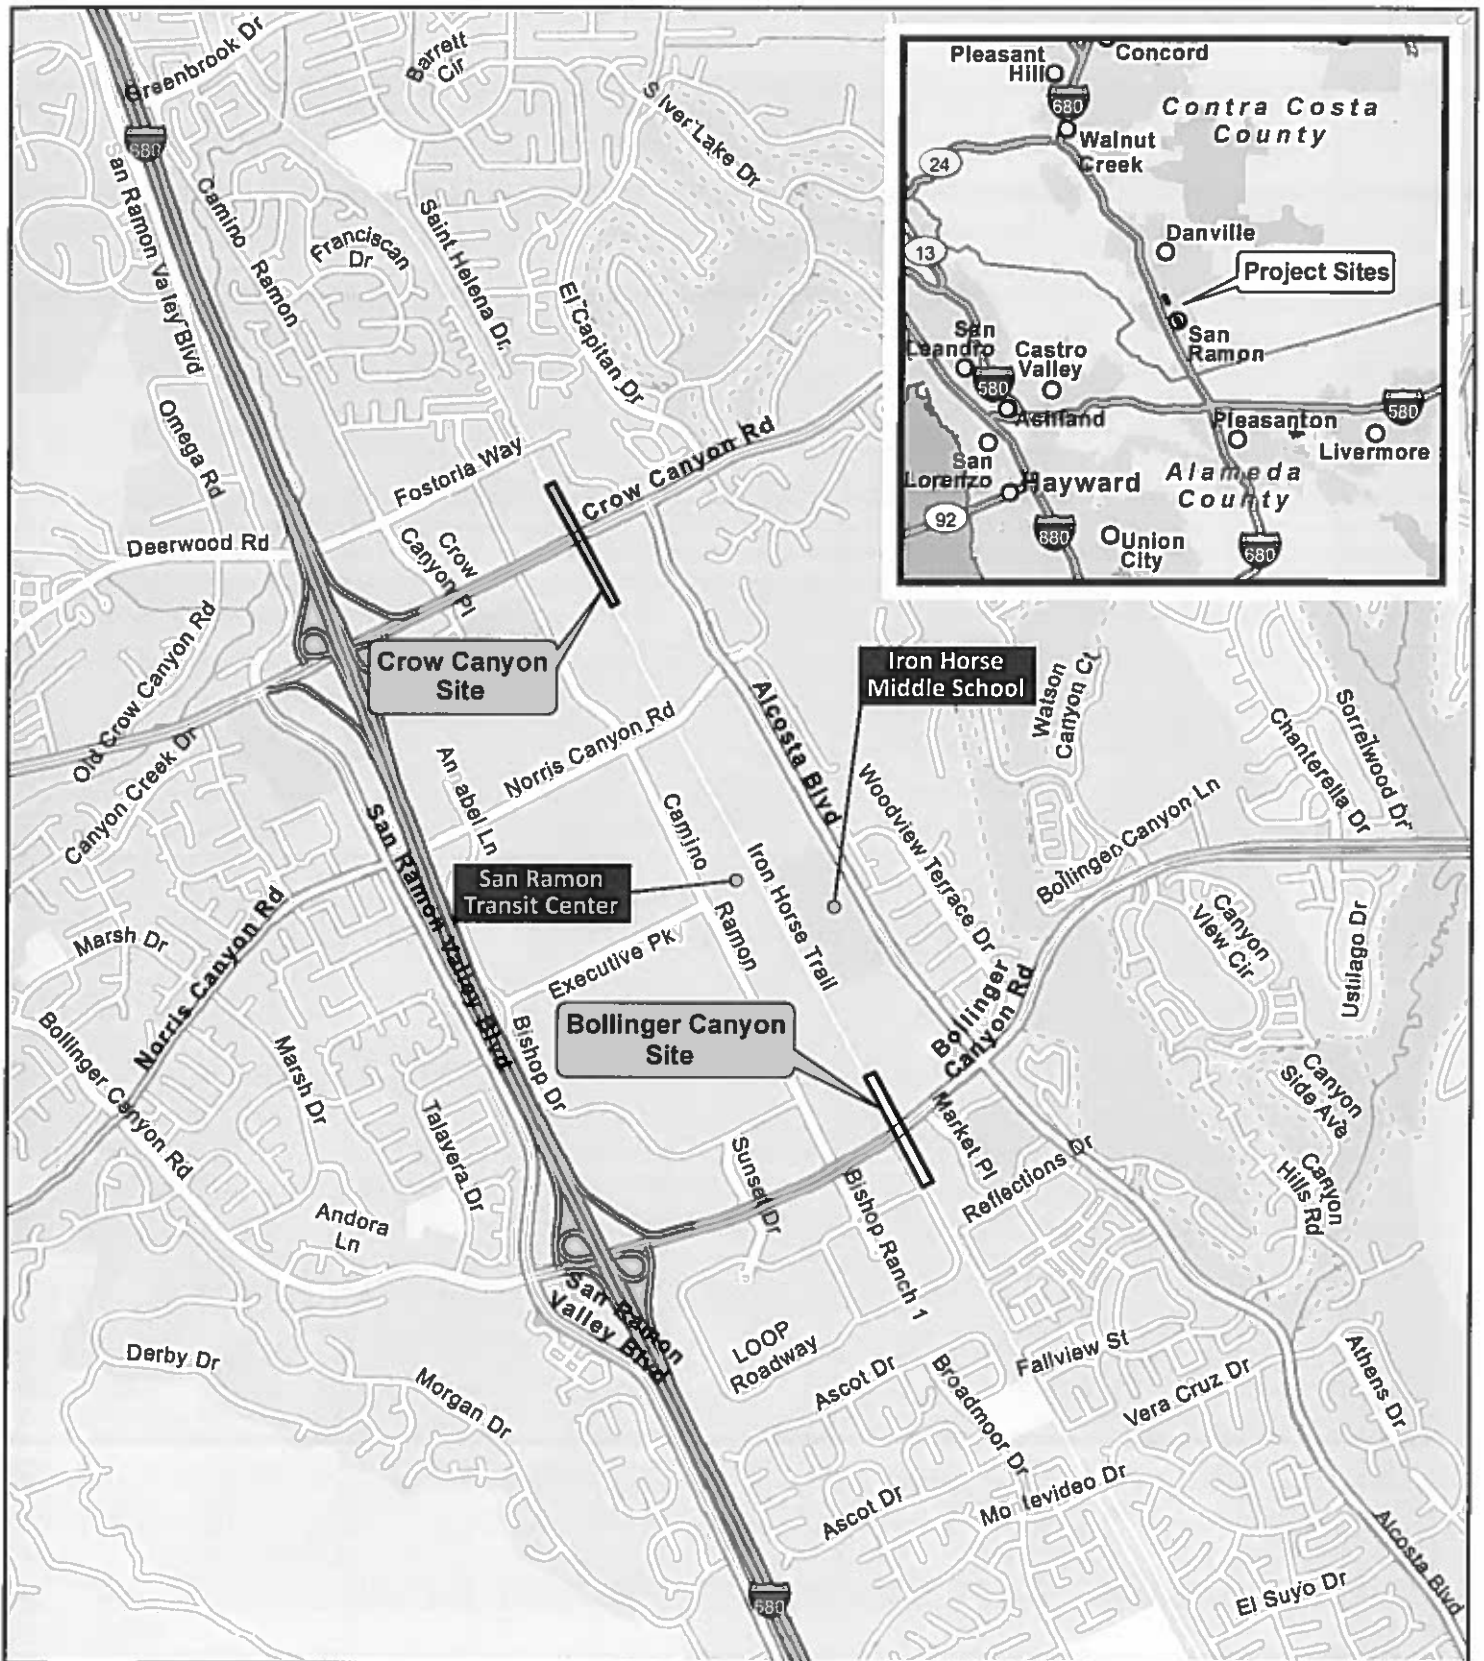 Greenbrook Dr
Barrett
Cir
Silver Lake Dr
680
an Ramon Valley Blvd
Camino Ramon
Franciscan
Dr
Saint Helena Dr.
El Capitan Dr
Omega Rd
Fostoria Way
Crow Canyon Rd
Deerwood Rd
Crow
Canyon Pl
Old Crow Canyon Rd
Crow Canyon
Site
Canyon Creek Dr
Annabel Ln
Norris Canyon Rd
Alcosta Blvd
Iron Horse
Middle School
Watson
Canyon Ct
Sorrelwood Dr
Chanterella Dr
Woodview Terrace Dr
Bollinger Canyon Ln
San Ramon Valley Blvd
Camino Ramon
Iron Horse Trail
San Ramon
Transit Center
Executive Pky
Marsh Dr
Norris Canyon Rd
Canyon
View Cir
Ustilago Dr
Bollinger
Canyon Rd
Bollinger Canyon
Site
Bollinger Canyon Rd
Marsh Dr
Talavera Dr
Bishop Dr
Canyon
Side Ave
Market Pl
Reflections Dr
Canyon
Hills Rd
Sunset Dr
Bishop Ranch 1
Andora
Ln
San Ramon
Valley Blvd
LOOP
Roadway
Derby Dr
Morgan Dr
Ascot Dr
Broadmoor Dr
Fallview St
Vera Cruz Dr
Athens Dr
Ascot Dr
Montevideo Dr
Alcosta Blvd
El Suyo Dr
680
Pleasant
Hill
Concord
680
Contra Costa
County
Walnut
Creek
24
13
Danville
Project Sites
San
Ramon
San
Leandro
Castro
Valley
580
Ashland
580
Pleasanton
Livermore
San
Lorenzo
Hayward
Alameda
County
92
880
Union
City
680